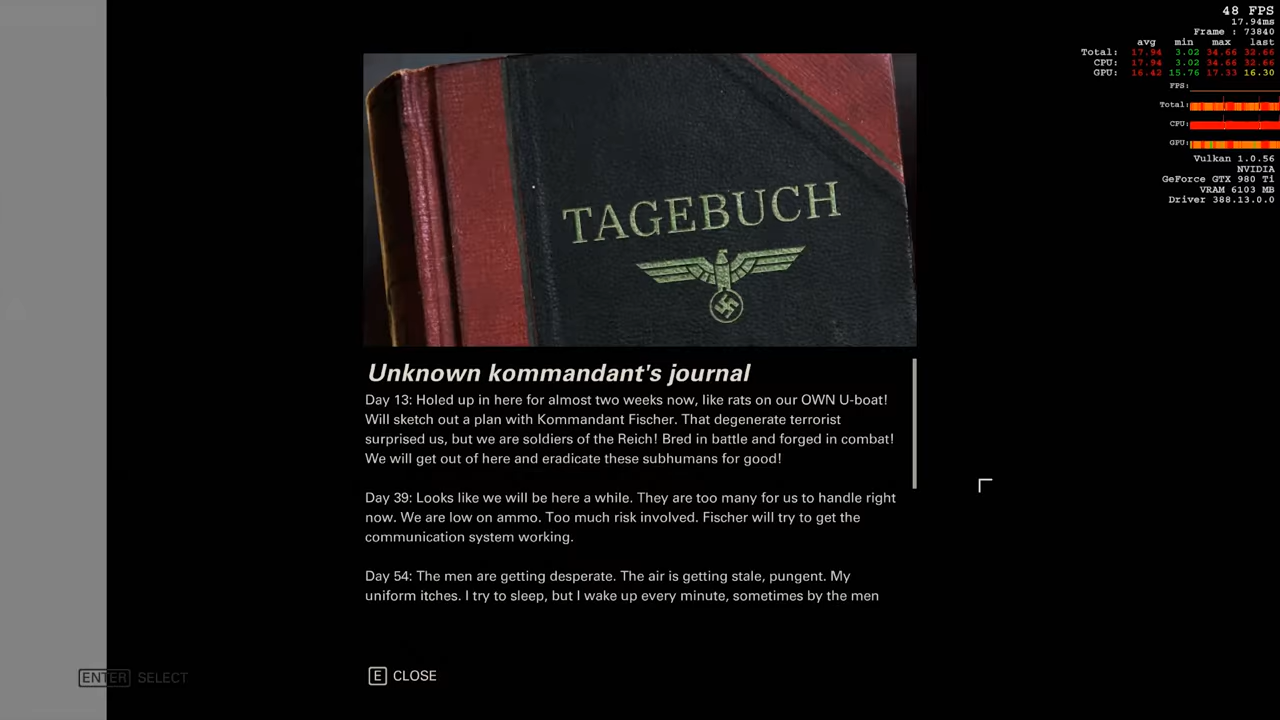 48 FPS
17.94ms
Frame : 73840
avg min max last
Total: 17.94 3.02 34.66 32.66
CPU: 17.94 3.02 34.66 32.66
GPU: 16.42 15.76 17.33 16.30
FPS:
Total:
CPU:
GPU:
Vulkan 1.0.56
NVIDIA
GeForce GTX 980 Ti
VRAM 6103 MB
Driver 388.13.0.0
TAGEBUCH
Unknown kommandant's journal
Day 13: Holed up in here for almost two weeks now, like rats on our OWN U-boat!
Will sketch out a plan with Kommandant Fischer. That degenerate terrorist
surprised us, but we are soldiers of the Reich! Bred in battle and forged in combat!
We will get out of here and eradicate these subhumans for good!
Day 39: Looks like we will be here a while. They are too many for us to handle right
now. We are low on ammo. Too much risk involved. Fischer will try to get the
communication system working.
Day 54: The men are getting desperate. The air is getting stale, pungent. My
uniform itches. I try to sleep, but I wake up every minute, sometimes by the men
E CLOSE
ENTER SELECT